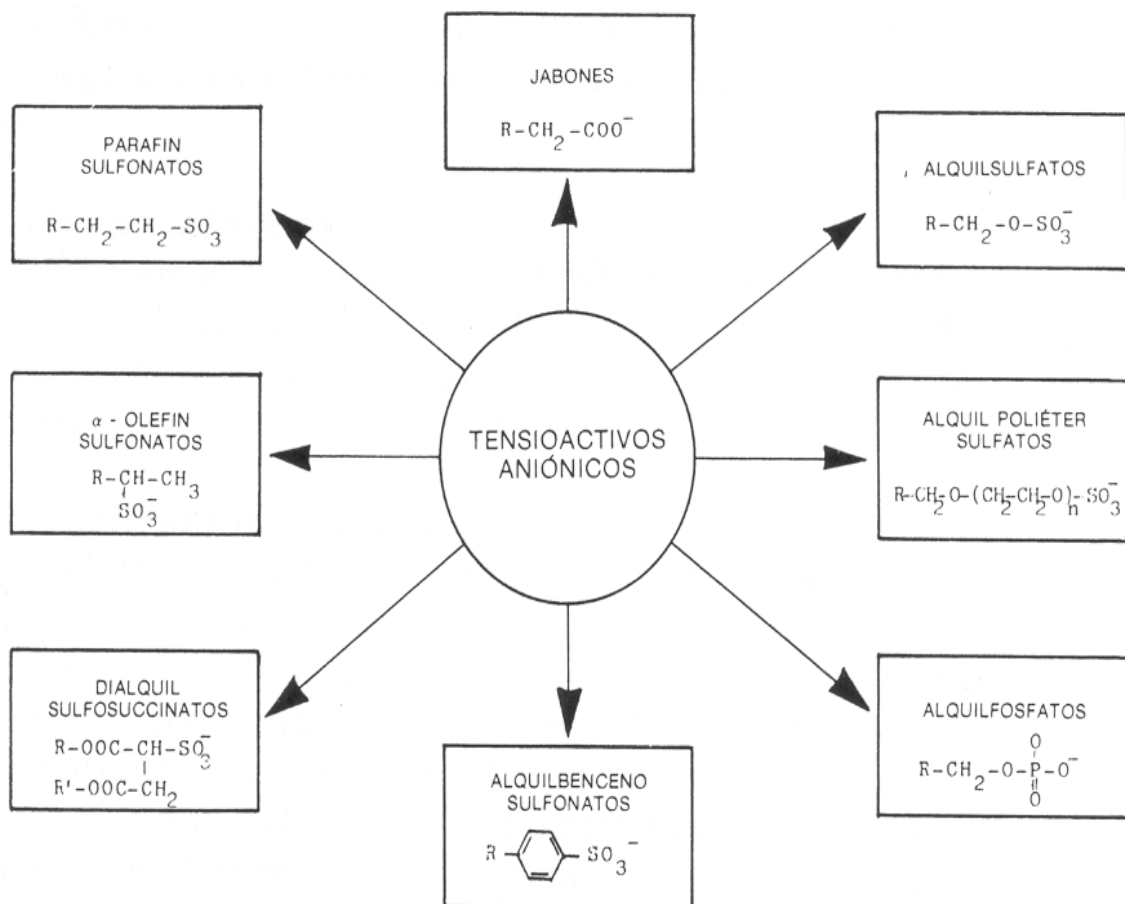 JABONES
R-CH2-COO-
PARAFIN
SULFONATOS
R-CH2-CH2-SO3
ALQUILSULFATOS
R-CH2-O-SO3-
α - OLEFIN
SULFONATOS
R-CH-CH3
SO3-
TENSIOACTIVOS
ANIÓNICOS
ALQUIL POLIÉTER
SULFATOS
R-CH2-O-(CH2-CH2-O)n-SO3-
DIALQUIL
SULFOSUCCINATOS
R-OOC-CH-SO3-
R'-OOC-CH2
ALQUILBENCENO
SULFONATOS
R SO3-
ALQUILFOSFATOS
O
R-CH2-O-P-O-
O